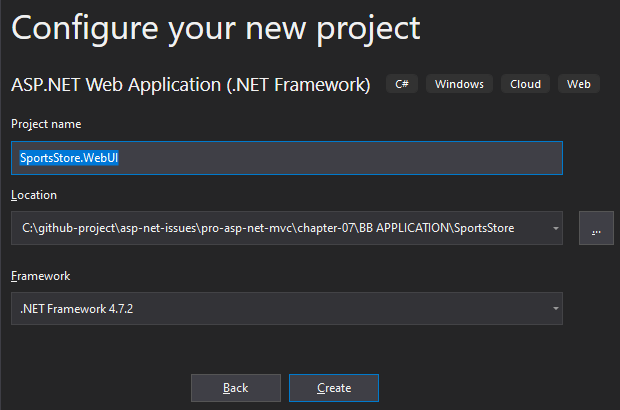 Configure your new project
ASP.NET Web Application (.NET Framework) C# Windows Cloud Web
Project name
SportsStore.WebUI
Location
C:\github-project\asp-net-issues\pro-asp-net-mvc\chapter-07\BB APPLICATION\SportsStore ...
Framework
.NET Framework 4.7.2
Back Create